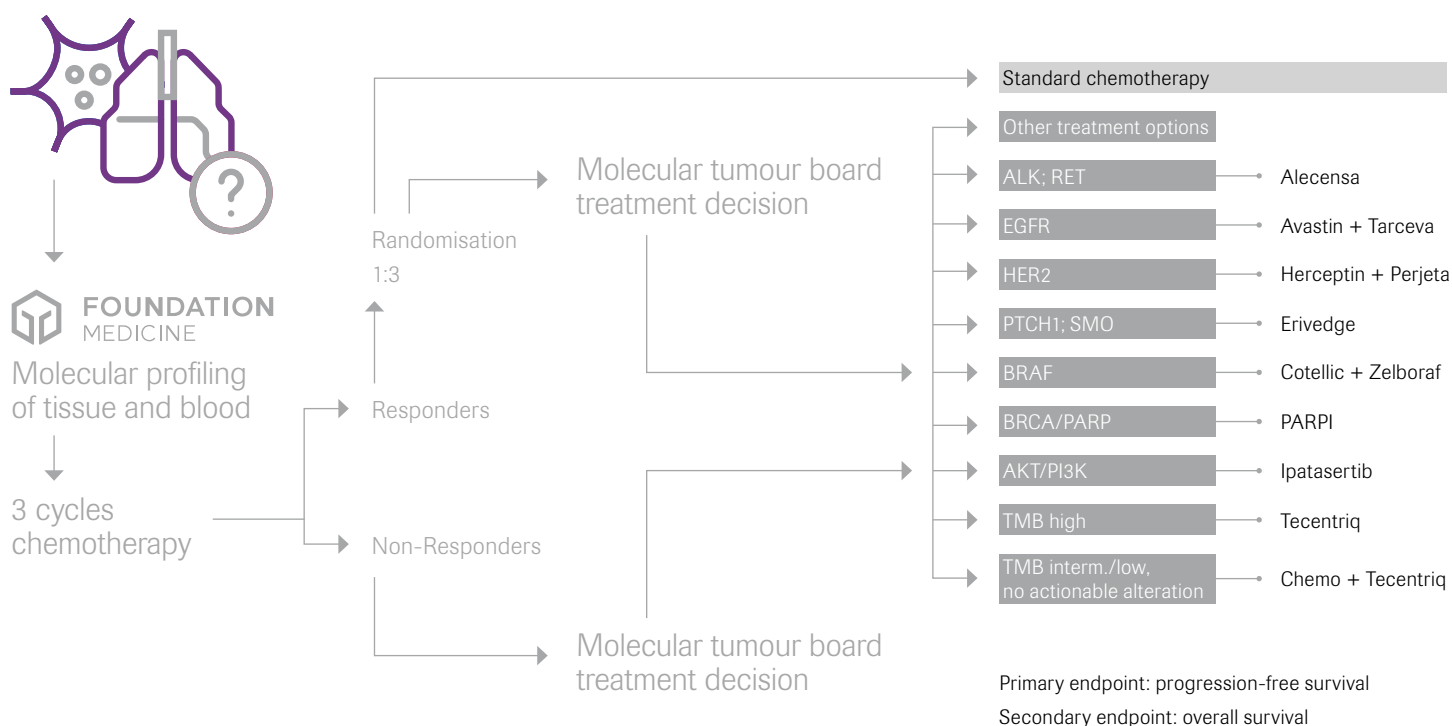 ?
FOUNDATION
MEDICINE
Molecular profiling
of tissue and blood
3 cycles
chemotherapy
Responders
Non-Responders
Randomisation
1:3
Molecular tumour board
treatment decision
Molecular tumour board
treatment decision
Standard chemotherapy
Other treatment options
ALK; RET Alecensa
EGFR Avastin + Tarceva
HER2 Herceptin + Perjeta
PTCH1; SMO Erivedge
BRAF Cotellic + Zelboraf
BRCA/PARP PARPI
AKT/PI3K Ipatasertib
TMB high Tecentriq
TMB interm./low,
no actionable alteration Chemo + Tecentriq
Primary endpoint: progression-free survival
Secondary endpoint: overall survival